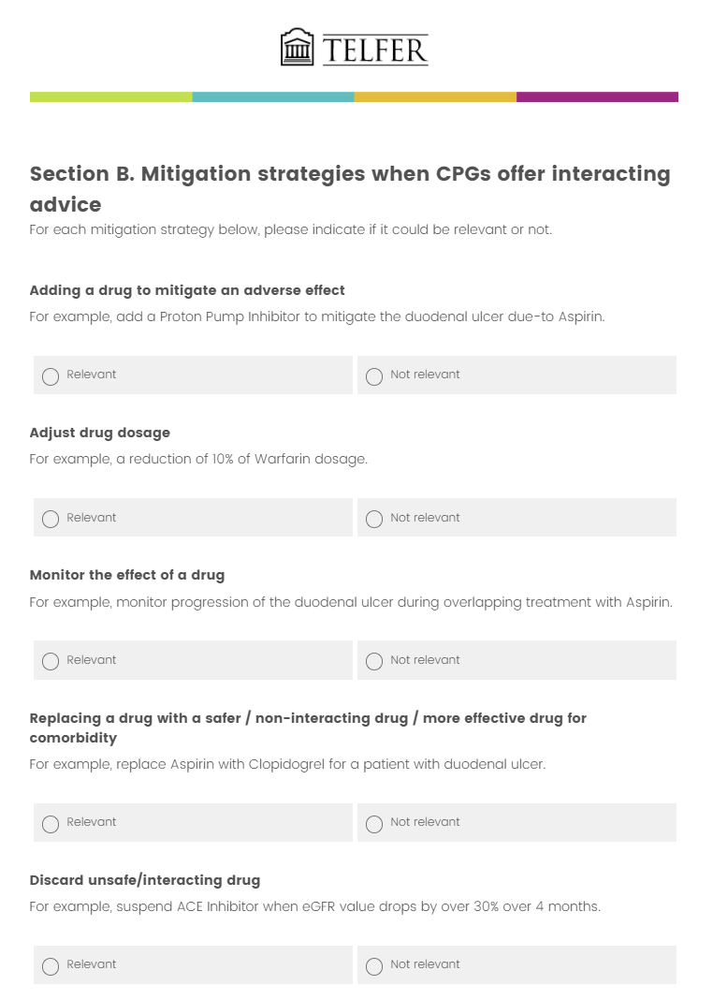 TELFER
Section B. Mitigation strategies when CPGs offer interacting
advice
For each mitigation strategy below, please indicate if it could be relevant or not.
Adding a drug to mitigate an adverse effect
For example, add a Proton Pump Inhibitor to mitigate the duodenal ulcer due-to Aspirin.
Relevant Not relevant
Adjust drug dosage
For example, a reduction of 10% of Warfarin dosage.
Relevant Not relevant
Monitor the effect of a drug
For example, monitor progression of the duodenal ulcer during overlapping treatment with Aspirin.
Relevant Not relevant
Replacing a drug with a safer / non-interacting drug / more effective drug for
comorbidity
For example, replace Aspirin with Clopidogrel for a patient with duodenal ulcer.
Relevant Not relevant
Discard unsafe/interacting drug
For example, suspend ACE Inhibitor when eGFR value drops by over 30% over 4 months.
Relevant Not relevant